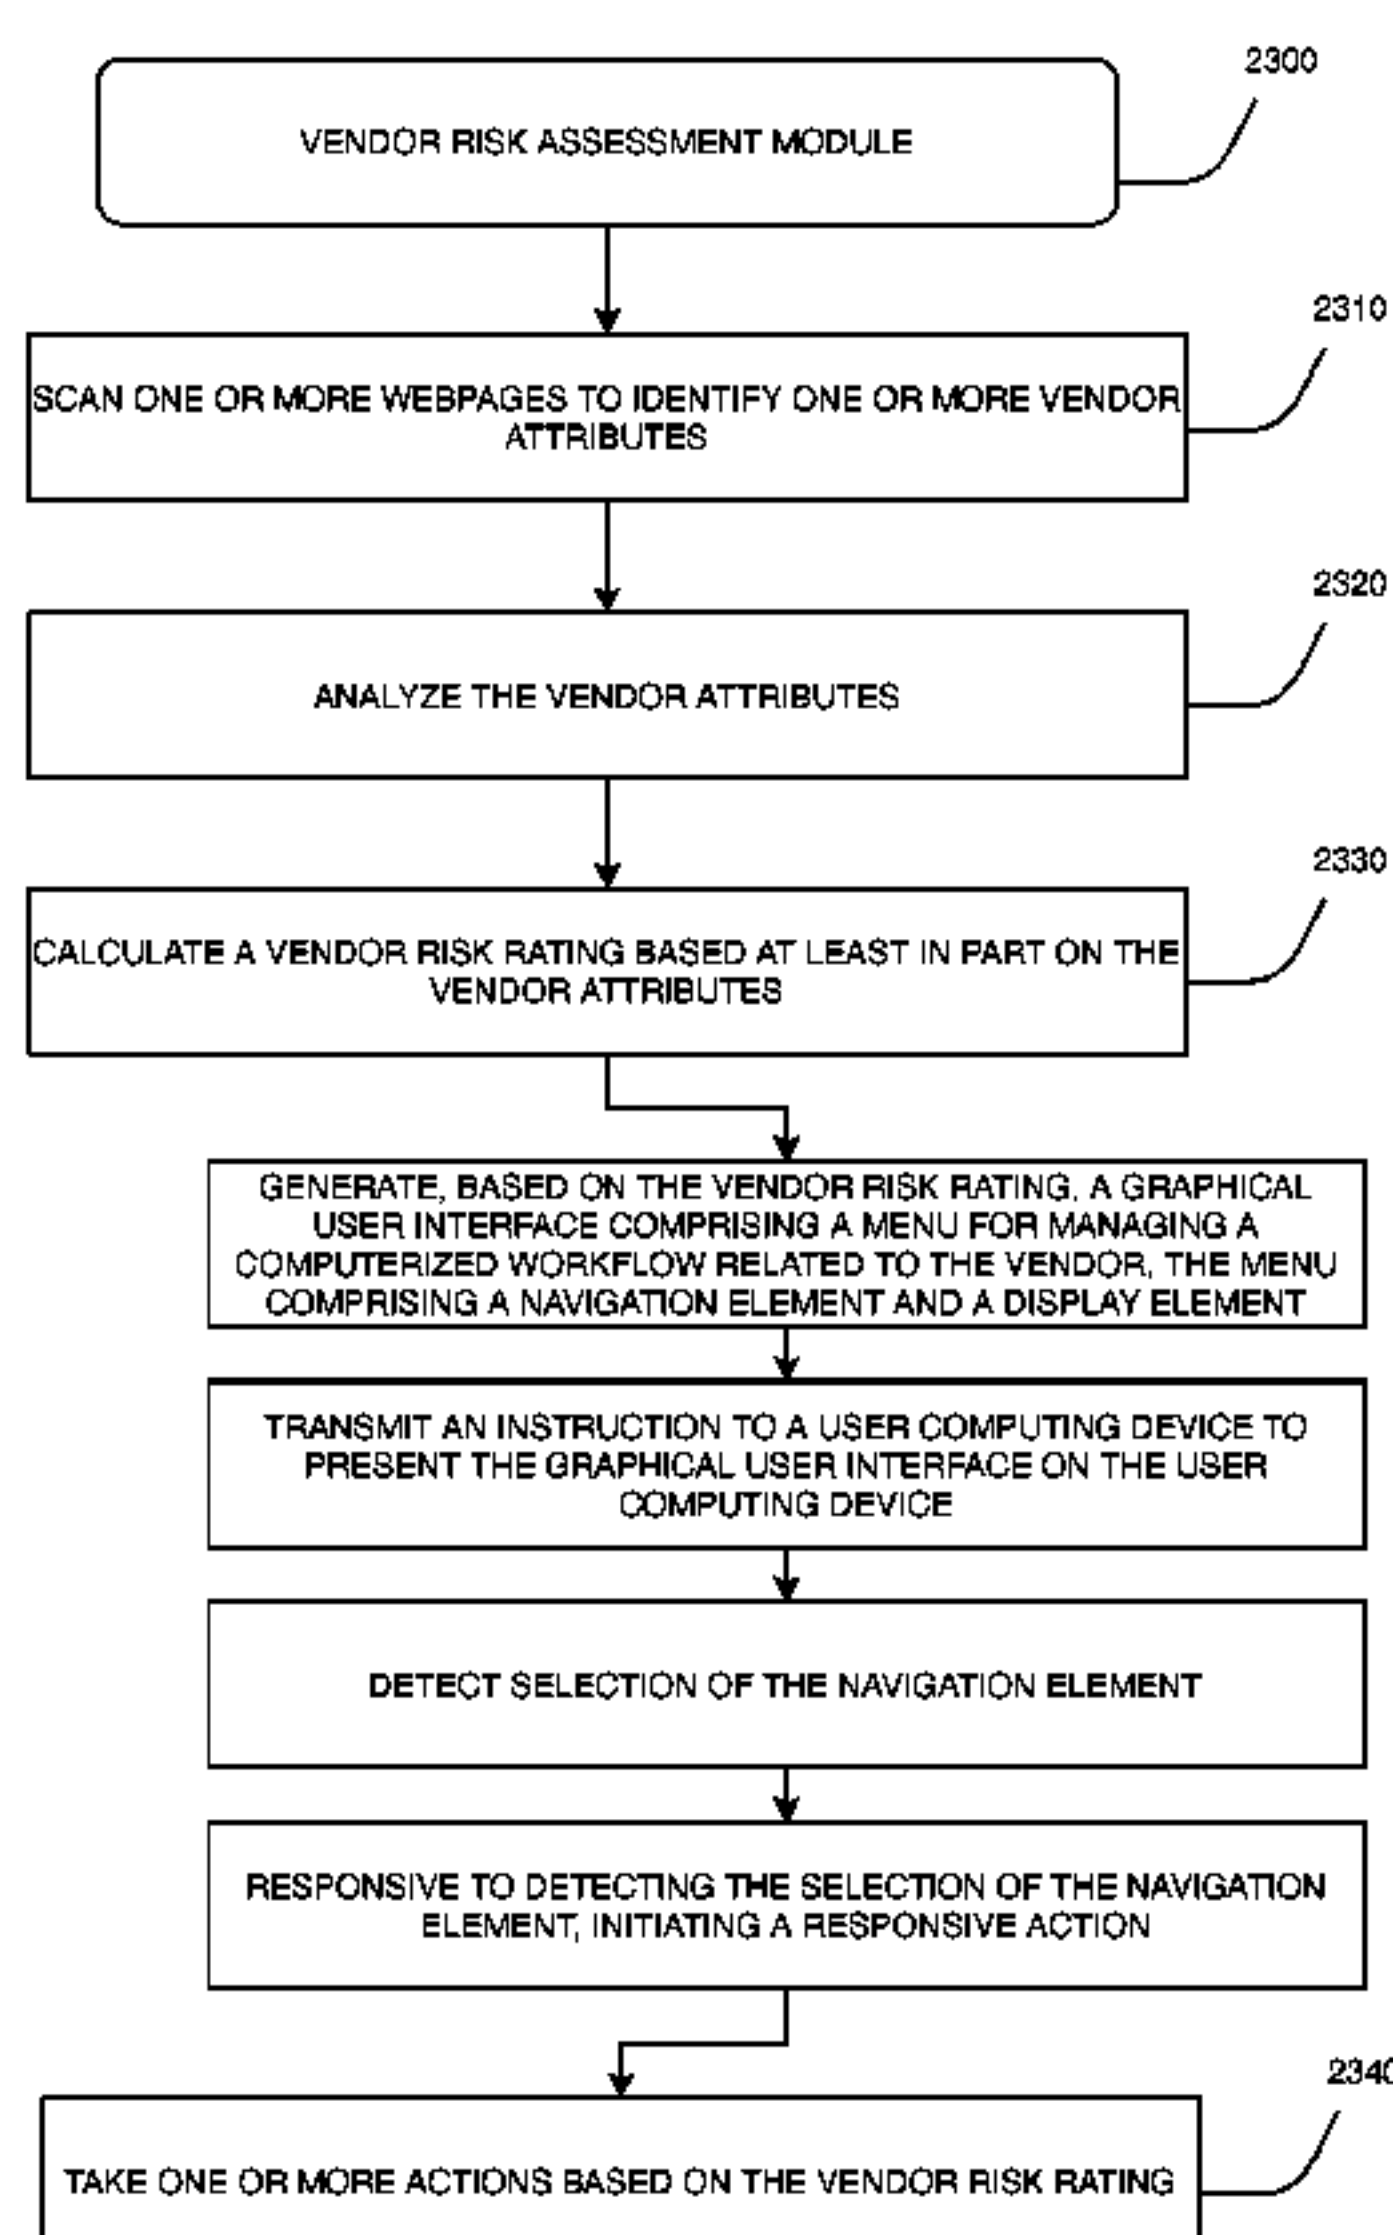 2300
VENDOR RISK ASSESSMENT MODULE
2310
SCAN ONE OR MORE WEBPAGES TO IDENTIFY ONE OR MORE VENDOR
ATTRIBUTES
2320
ANALYZE THE VENDOR ATTRIBUTES
2330
CALCULATE A VENDOR RISK RATING BASED AT LEAST IN PART ON THE
VENDOR ATTRIBUTES
GENERATE, BASED ON THE VENDOR RISK RATING, A GRAPHICAL
USER INTERFACE COMPRISING A MENU FOR MANAGING A
COMPUTERIZED WORKFLOW RELATED TO THE VENDOR, THE MENU
COMPRISING A NAVIGATION ELEMENT AND A DISPLAY ELEMENT
TRANSMIT AN INSTRUCTION TO A USER COMPUTING DEVICE TO
PRESENT THE GRAPHICAL USER INTERFACE ON THE USER
COMPUTING DEVICE
DETECT SELECTION OF THE NAVIGATION ELEMENT
RESPONSIVE TO DETECTING THE SELECTION OF THE NAVIGATION
ELEMENT, INITIATING A RESPONSIVE ACTION
2340
TAKE ONE OR MORE ACTIONS BASED ON THE VENDOR RISK RATING